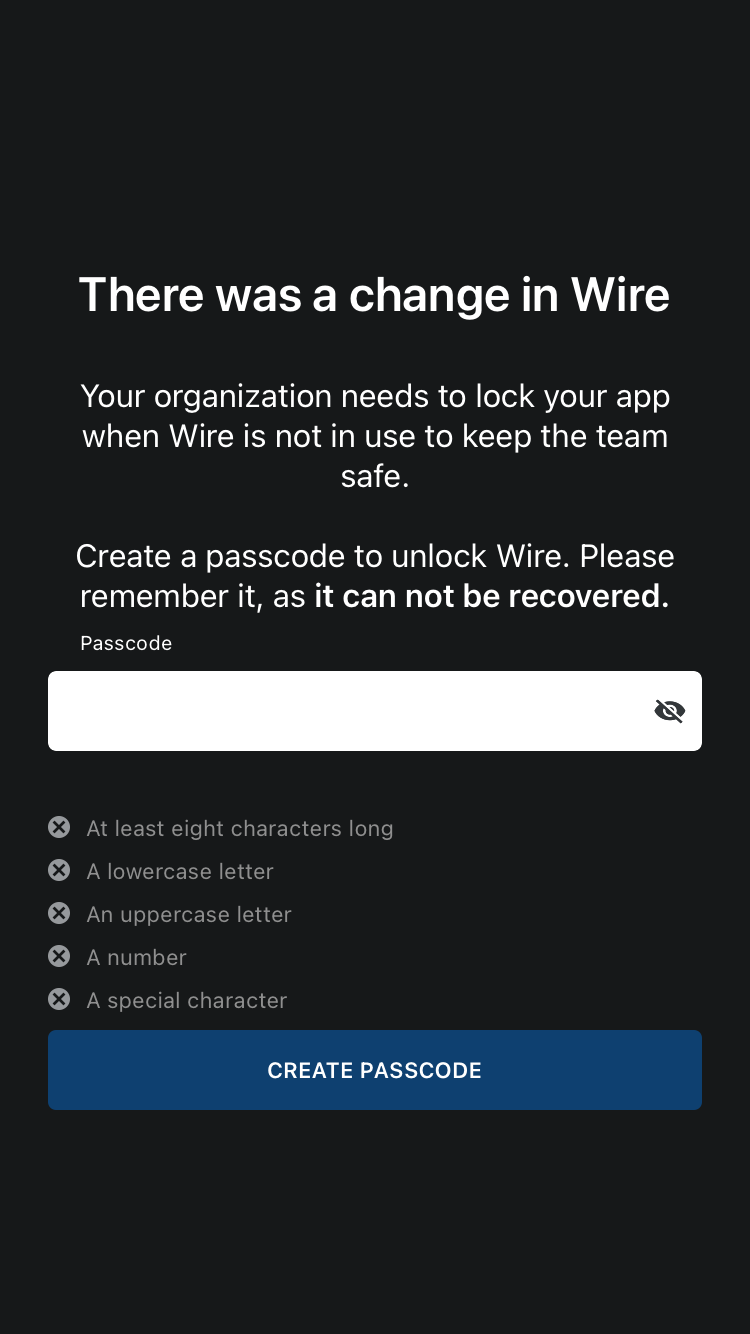 There was a change in Wire
Your organization needs to lock your app
when Wire is not in use to keep the team
safe.
Create a passcode to unlock Wire. Please
remember it, as it can not be recovered.
Passcode
At least eight characters long
A lowercase letter
An uppercase letter
A number
A special character
CREATE PASSCODE